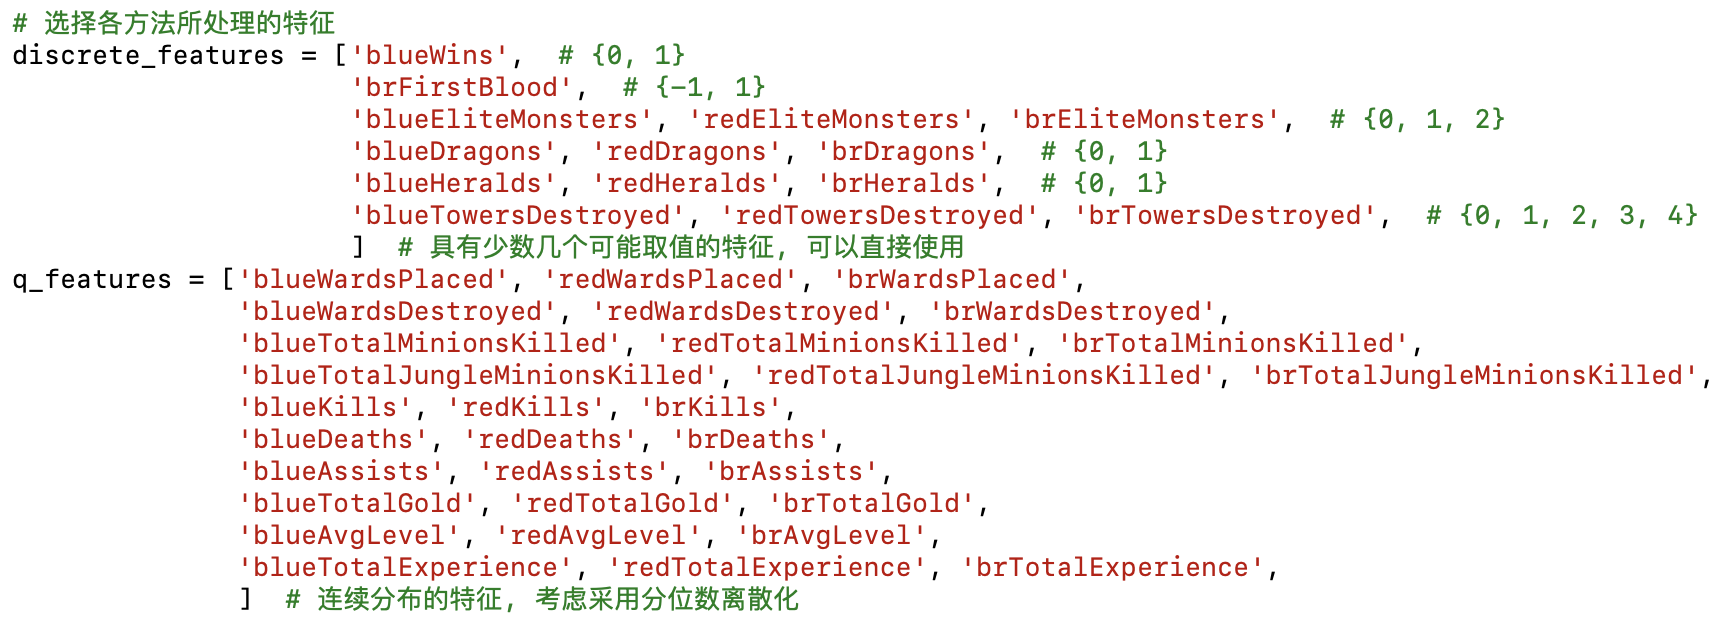 # 选择各方法所处理的特征
discrete_features = ['blueWins',  # {0, 1}
                     'brFirstBlood',  # {-1, 1}
                     'blueEliteMonsters', 'redEliteMonsters', 'brEliteMonsters',  # {0, 1, 2}
                     'blueDragons', 'redDragons', 'brDragons',  # {0, 1}
                     'blueHeralds', 'redHeralds', 'brHeralds',  # {0, 1}
                     'blueTowersDestroyed', 'redTowersDestroyed', 'brTowersDestroyed',  # {0, 1, 2, 3, 4}
                     ]  # 具有少数几个可能取值的特征, 可以直接使用
q_features = ['blueWardsPlaced', 'redWardsPlaced', 'brWardsPlaced',
              'blueWardsDestroyed', 'redWardsDestroyed', 'brWardsDestroyed',
              'blueTotalMinionsKilled', 'redTotalMinionsKilled', 'brTotalMinionsKilled',
              'blueTotalJungleMinionsKilled', 'redTotalJungleMinionsKilled', 'brTotalJungleMinionsKilled',
              'blueKills', 'redKills', 'brKills',
              'blueDeaths', 'redDeaths', 'brDeaths',
              'blueAssists', 'redAssists', 'brAssists',
              'blueTotalGold', 'redTotalGold', 'brTotalGold',
              'blueAvgLevel', 'redAvgLevel', 'brAvgLevel',
              'blueTotalExperience', 'redTotalExperience', 'brTotalExperience',
              ]  # 连续分布的特征, 考虑采用分位数离散化